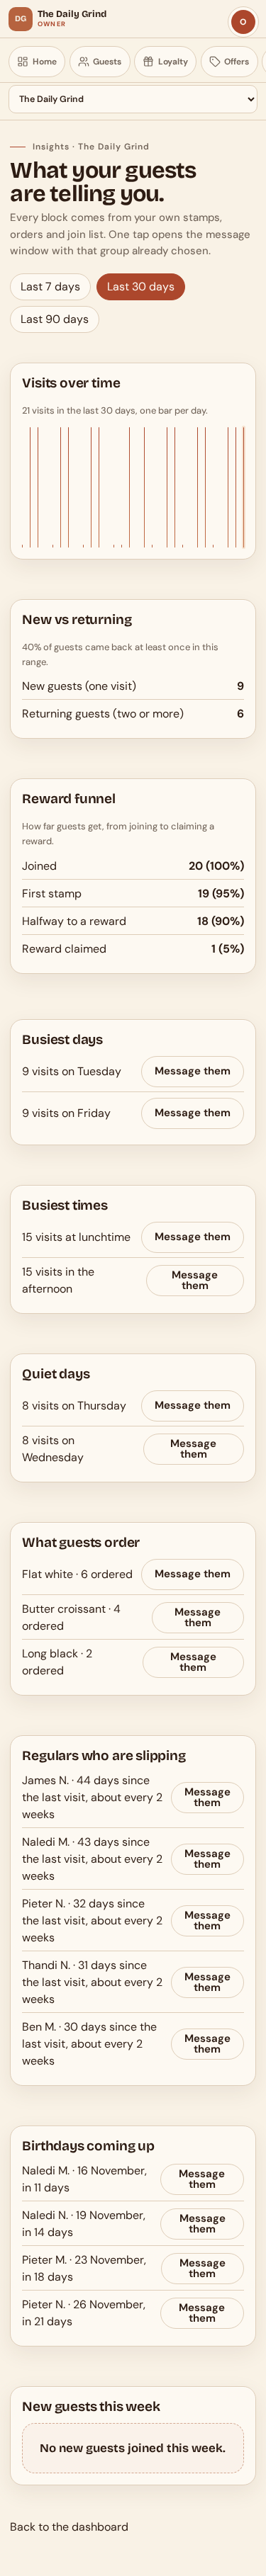 DG
The Daily Grind
OWNER
O
Home
Guests
Loyalty
Offers
The Daily Grind
Insights · The Daily Grind
What your guests
are telling you.
Every block comes from your own stamps,
orders and join list. One tap opens the message
window with that group already chosen.
Last 7 days
Last 30 days
Last 90 days
Visits over time
21 visits in the last 30 days, one bar per day.
New vs returning
40% of guests came back at least once in this
range.
New guests (one visit) 9
Returning guests (two or more) 6
Reward funnel
How far guests get, from joining to claiming a
reward.
Joined 20 (100%)
First stamp 19 (95%)
Halfway to a reward 18 (90%)
Reward claimed 1 (5%)
Busiest days
9 visits on Tuesday Message them
9 visits on Friday Message them
Busiest times
15 visits at lunchtime Message them
15 visits in the
afternoon
Message
them
Quiet days
8 visits on Thursday Message them
8 visits on
Wednesday
Message
them
What guests order
Flat white · 6 ordered Message them
Butter croissant · 4
ordered
Message
them
Long black · 2
ordered
Message
them
Regulars who are slipping
James N. · 44 days since
the last visit, about every 2
weeks
Message
them
Naledi M. · 43 days since
the last visit, about every 2
weeks
Message
them
Pieter N. · 32 days since
the last visit, about every 2
weeks
Message
them
Thandi N. · 31 days since
the last visit, about every 2
weeks
Message
them
Ben M. · 30 days since the
last visit, about every 2
weeks
Message
them
Birthdays coming up
Naledi M. · 16 November,
in 11 days
Message
them
Naledi N. · 19 November,
in 14 days
Message
them
Pieter M. · 23 November,
in 18 days
Message
them
Pieter N. · 26 November,
in 21 days
Message
them
New guests this week
No new guests joined this week.
Back to the dashboard